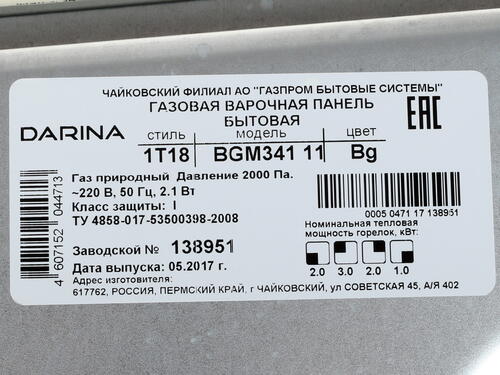 ЧАЙКОВСКИЙ ФИЛИАЛ АО "ГАЗПРОМ БЫТОВЫЕ СИСТЕМЫ"
ГАЗОВАЯ ВАРОЧНАЯ ПАНЕЛЬ
БЫТОВАЯ
EAC
DARINA
стиль модель цвет
1T18 BGM341 11 Bg
Газ природный Давление 2000 Па.
~220 В, 50 Гц, 2.1 Вт
Класс защиты: I
ТУ 4858-017-53500398-2008
0005 0471 17 138951
Заводской № 138951
Дата выпуска: 05.2017 г.
Номинальная тепловая
мощность горелок, кВт:
2.0 3.0 2.0 1.0
Адрес изготовителя:
617762, РОССИЯ, ПЕРМСКИЙ КРАЙ, г ЧАЙКОВСКИЙ, ул СОВЕТСКАЯ 45, А/Я 402
4 607152 044713